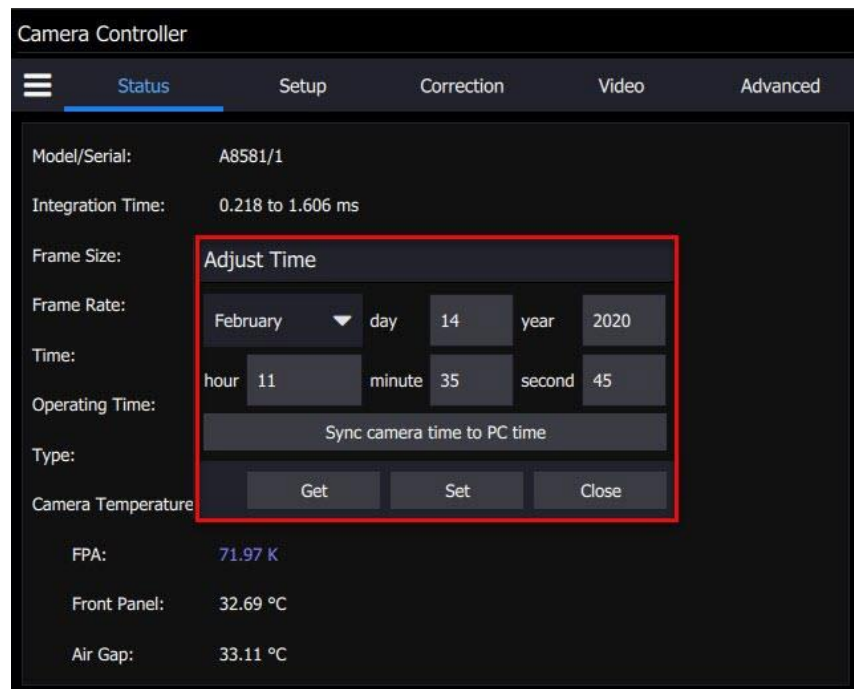 Camera Controller
Status Setup Correction Video Advanced
Model/Serial: A8581/1
Integration Time: 0.218 to 1.606 ms
Frame Size:
Frame Rate:
Time:
Operating Time:
Type:
Camera Temperature
Adjust Time
February day 14 year 2020
hour 11 minute 35 second 45
Sync camera time to PC time
Get Set Close
FPA: 71.97 K
Front Panel: 32.69 °C
Air Gap: 33.11 °C